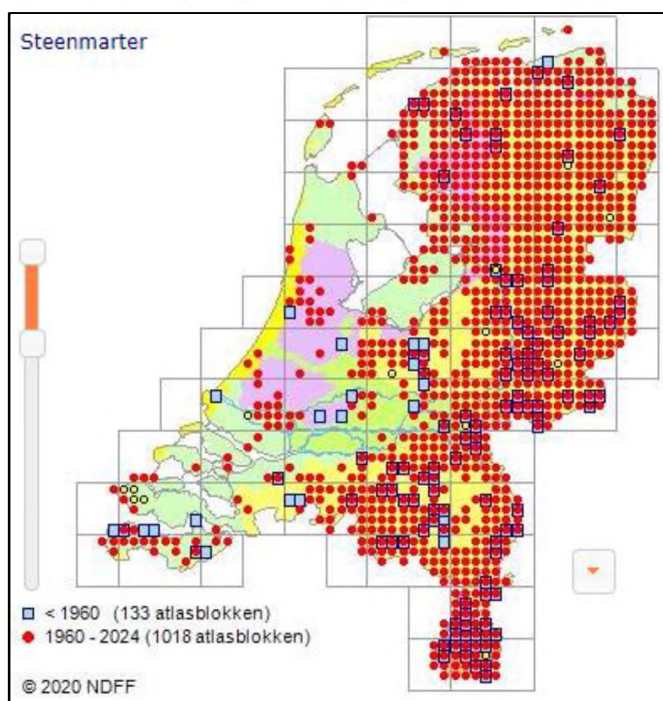 Steenmarter
< 1960 (133 atlasblokken)
1960 - 2024 (1018 atlasblokken)
© 2020 NDFF